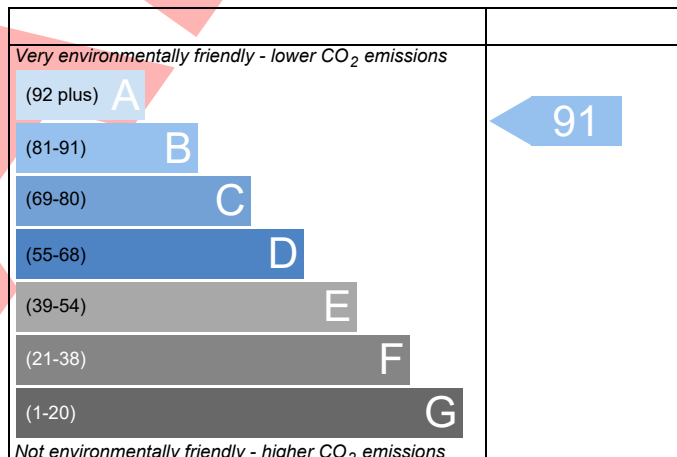 Very environmentally friendly - lower CO2 emissions
(92 plus) A
91
(81-91) B
(69-80) C
(55-68) D
(39-54) E
(21-38) F
(1-20) G
Not environmentally friendly - higher CO2 emissions